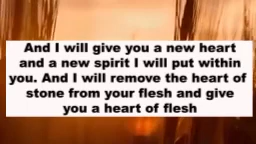 And I will give you a new heart
and a new spirit I will put within
you. And I will remove the heart of
stone from your flesh and give
you a heart of flesh